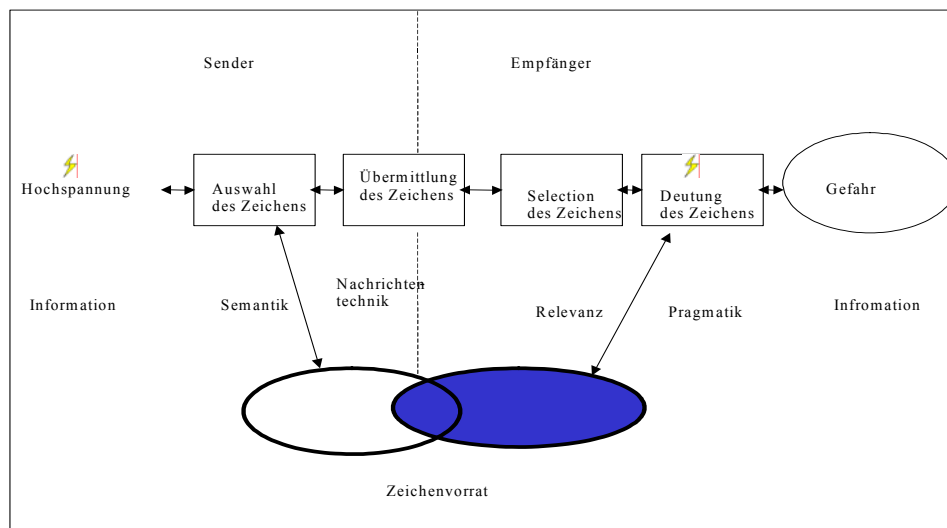 Sender
Empfänger
Hochspannung
Auswahl
des Zeichens
Übermittlung
des Zeichens
Selection
des Zeichens
Deutung
des Zeichens
Gefahr
Information
Semantik
Nachrichten
technik
Relevanz
Pragmatik
Infromation
Zeichenvorrat